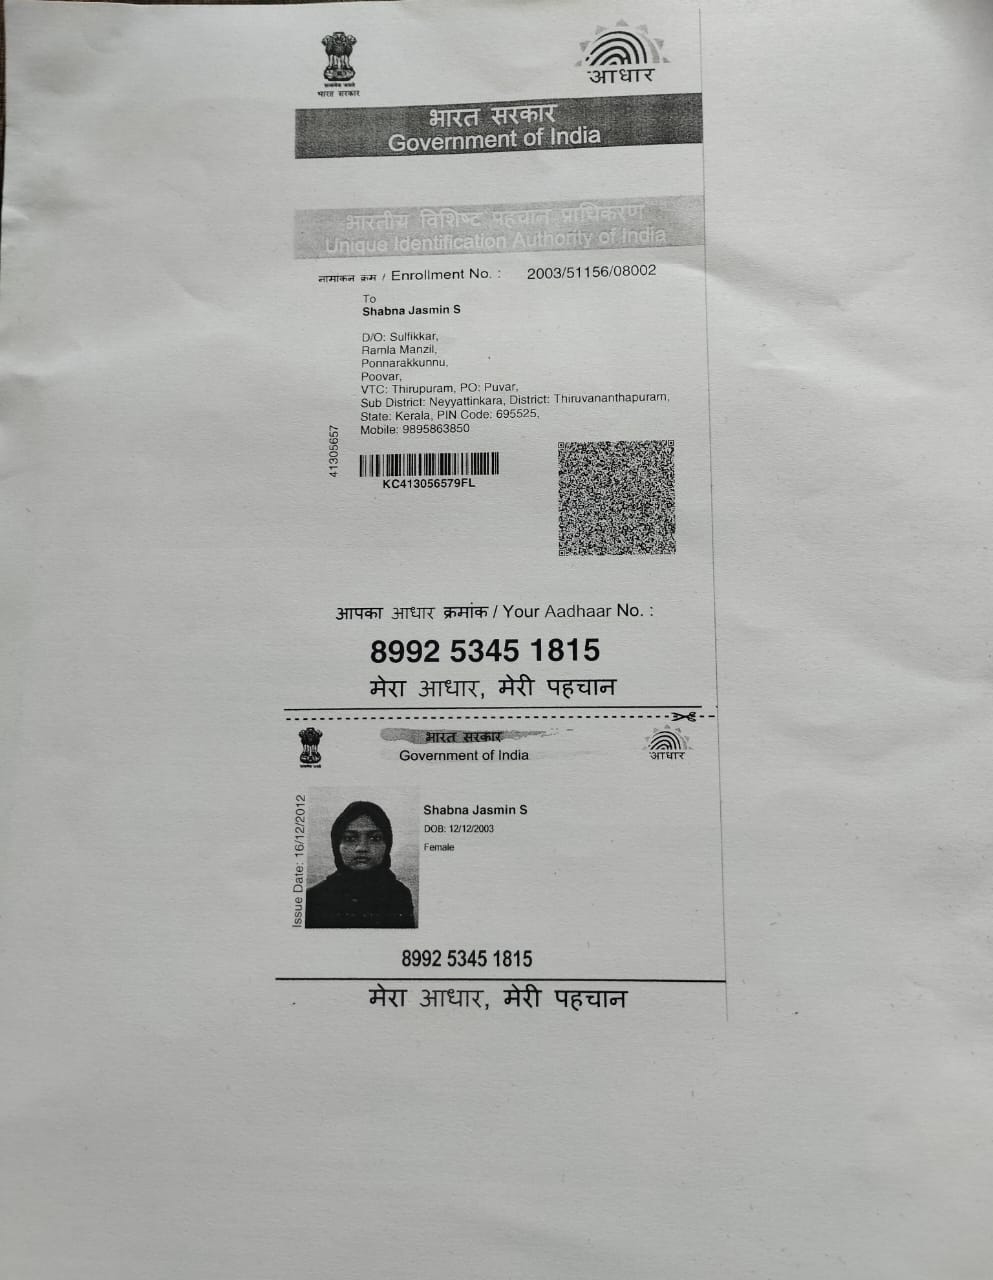 भारत सरकार
आधार
भारत सरकार
Government of India
भारतीय विशिष्ट पहचान प्राधिकरण
Unique Identification Authority of India
नामांकन क्रम / Enrollment No. : 2003/51156/08002
To
Shabna Jasmin S
D/O: Sulfikkar,
Ramla Manzil,
Ponnarakkunnu,
Poovar,
VTC: Thirupuram, PO: Puvar,
Sub District: Neyyattinkara, District: Thiruvananthapuram,
State: Kerala, PIN Code: 695525,
Mobile: 9895863850
41305657
KC413056579FL
आपका आधार क्रमांक / Your Aadhaar No. :
8992 5345 1815
मेरा आधार, मेरी पहचान
भारत सरकार
Government of India
आधार
Issue Date: 16/12/2012
Shabna Jasmin S
DOB: 12/12/2003
Female
8992 5345 1815
मेरा आधार, मेरी पहचान